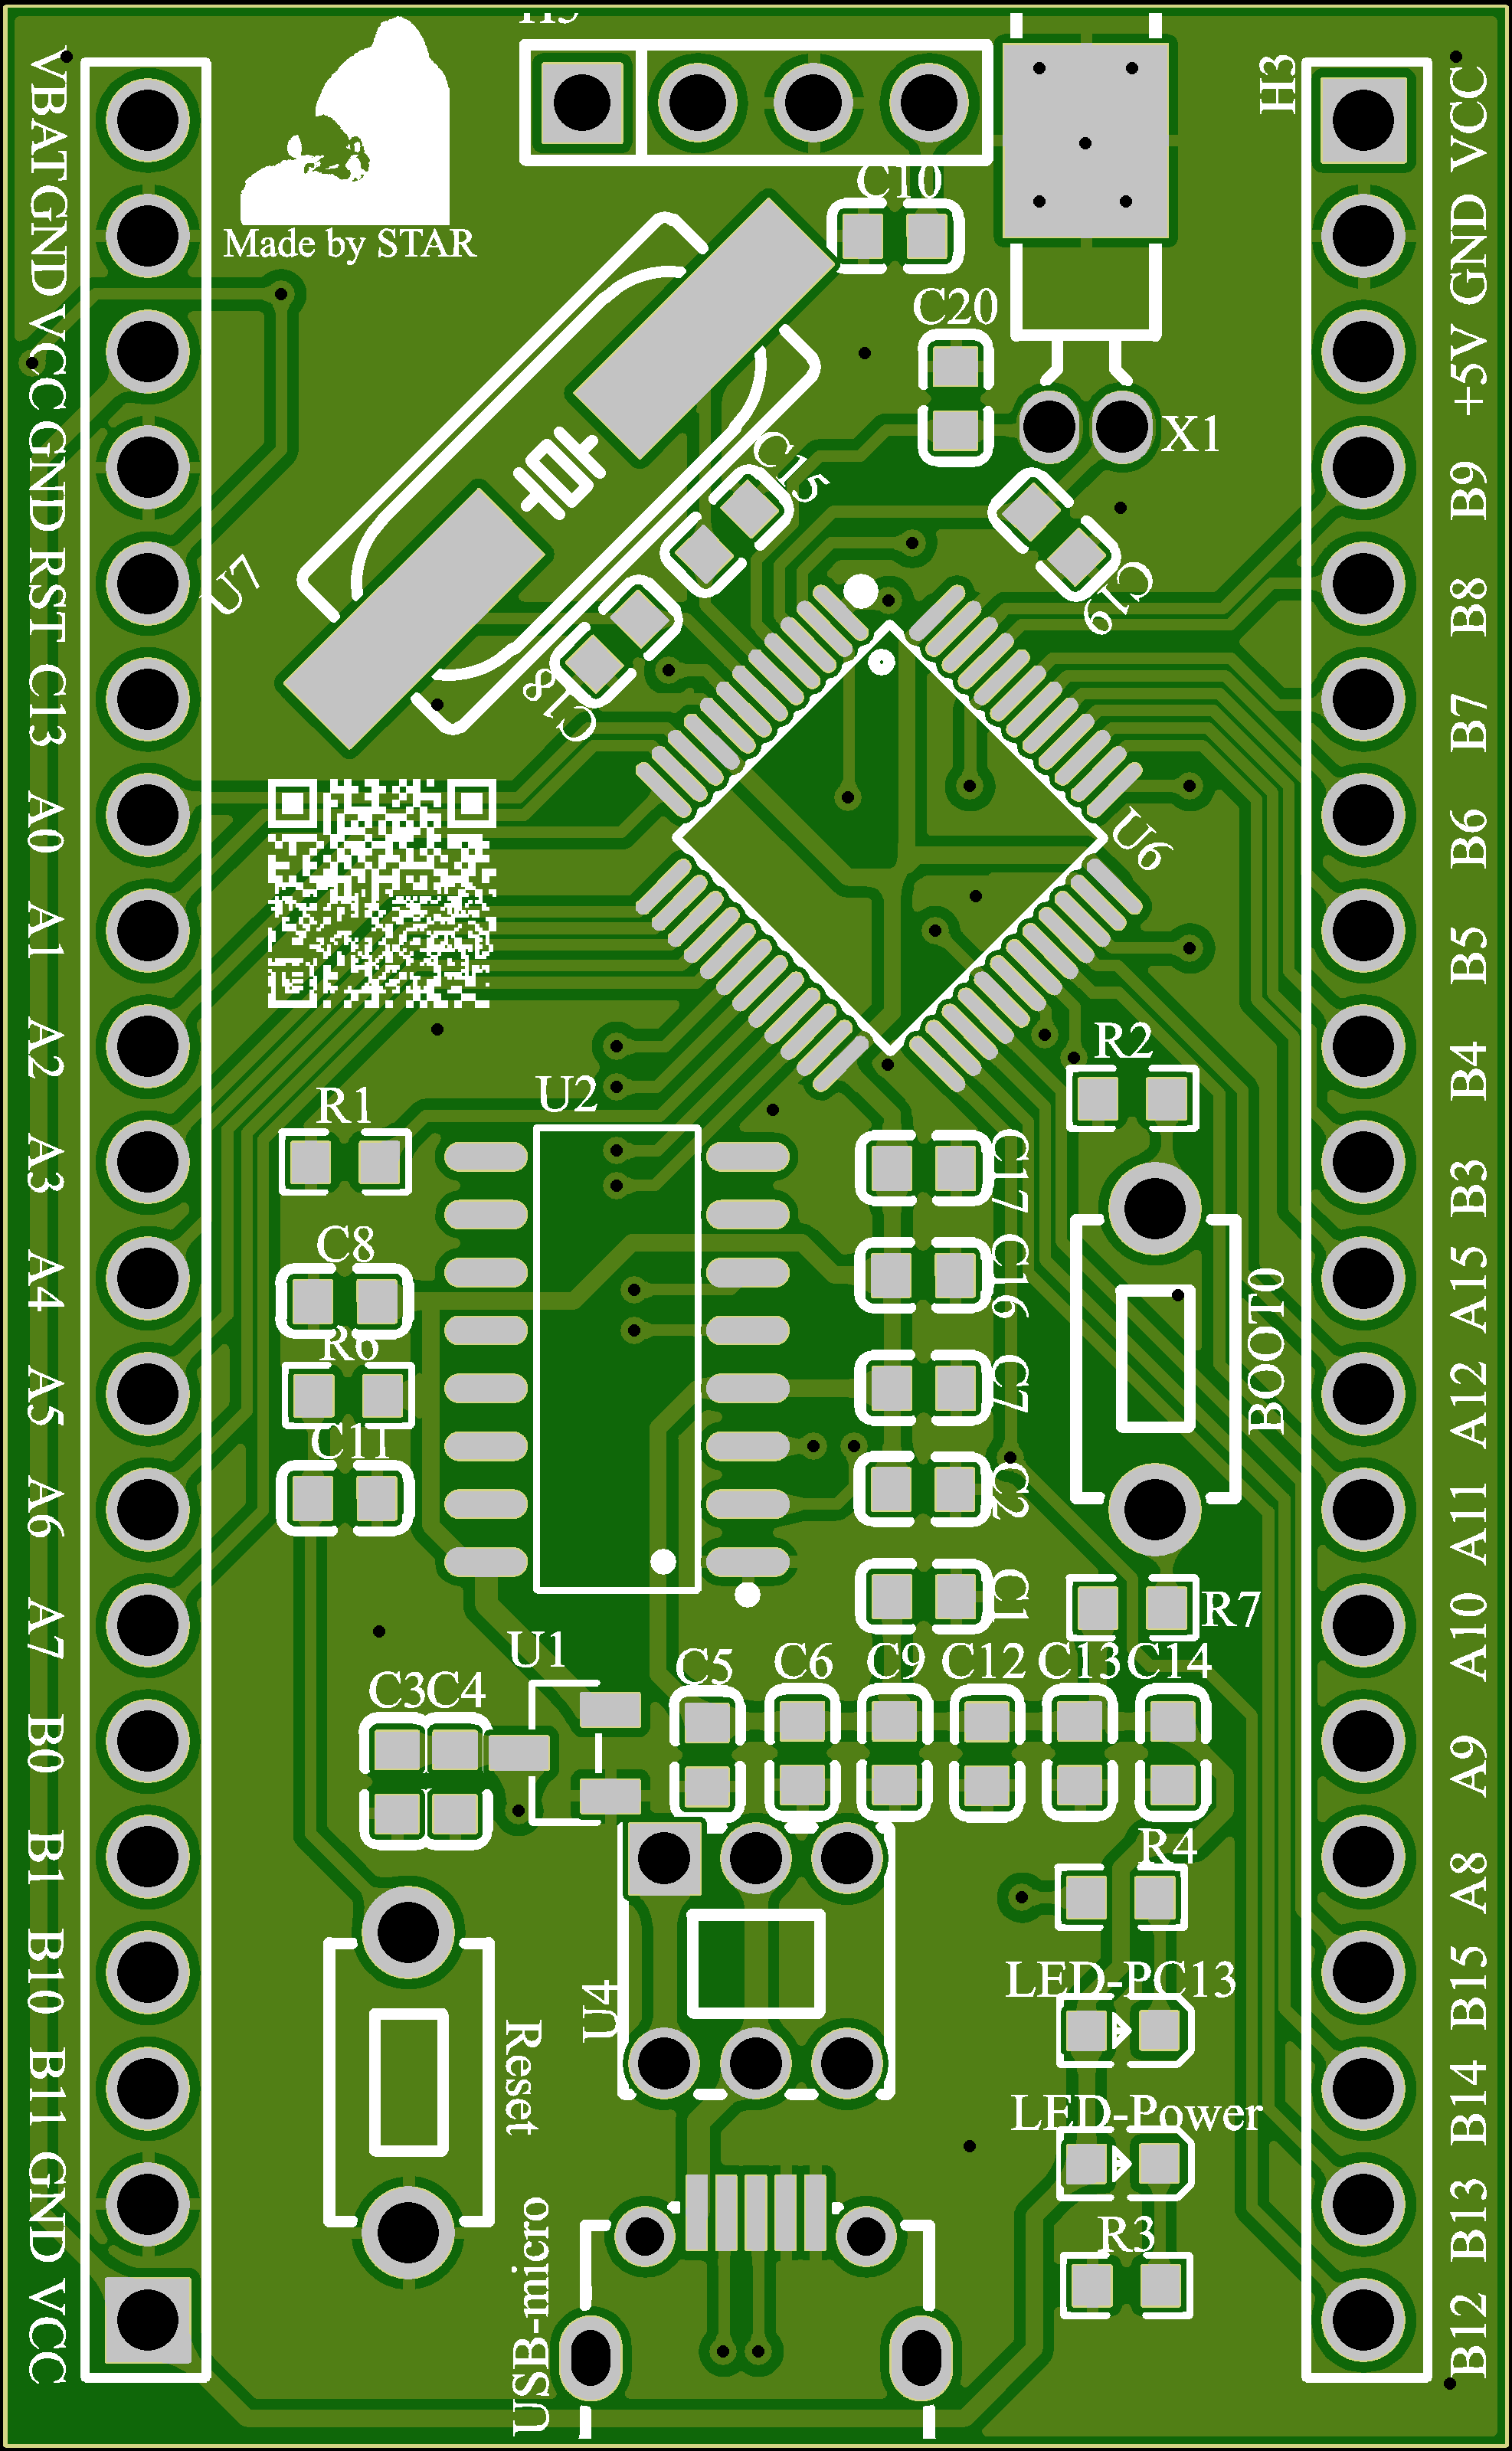 H3
VCC
GND
+5V
B9
B8
B7
B6
B5
B4
B3
A15
A12
A11
A10
A9
A8
B15
B14
B13
B12
VBAT
GND
VCC
GND
RST
C13
A0
A1
A2
A3
A4
A5
A6
A7
B0
B1
B10
B11
GND
VCC
Made by STAR
C10
C20
X1
C15
C19
U7
C18
U6
R2
U2
R1
C17
C8
C16
BOOT0
R6
C7
C11
C2
C1
R7
U1
C5
C6
C9
C12
C13
C14
C3
C4
R4
LED-PC13
U4
Reset
LED-Power
R3
USB-micro